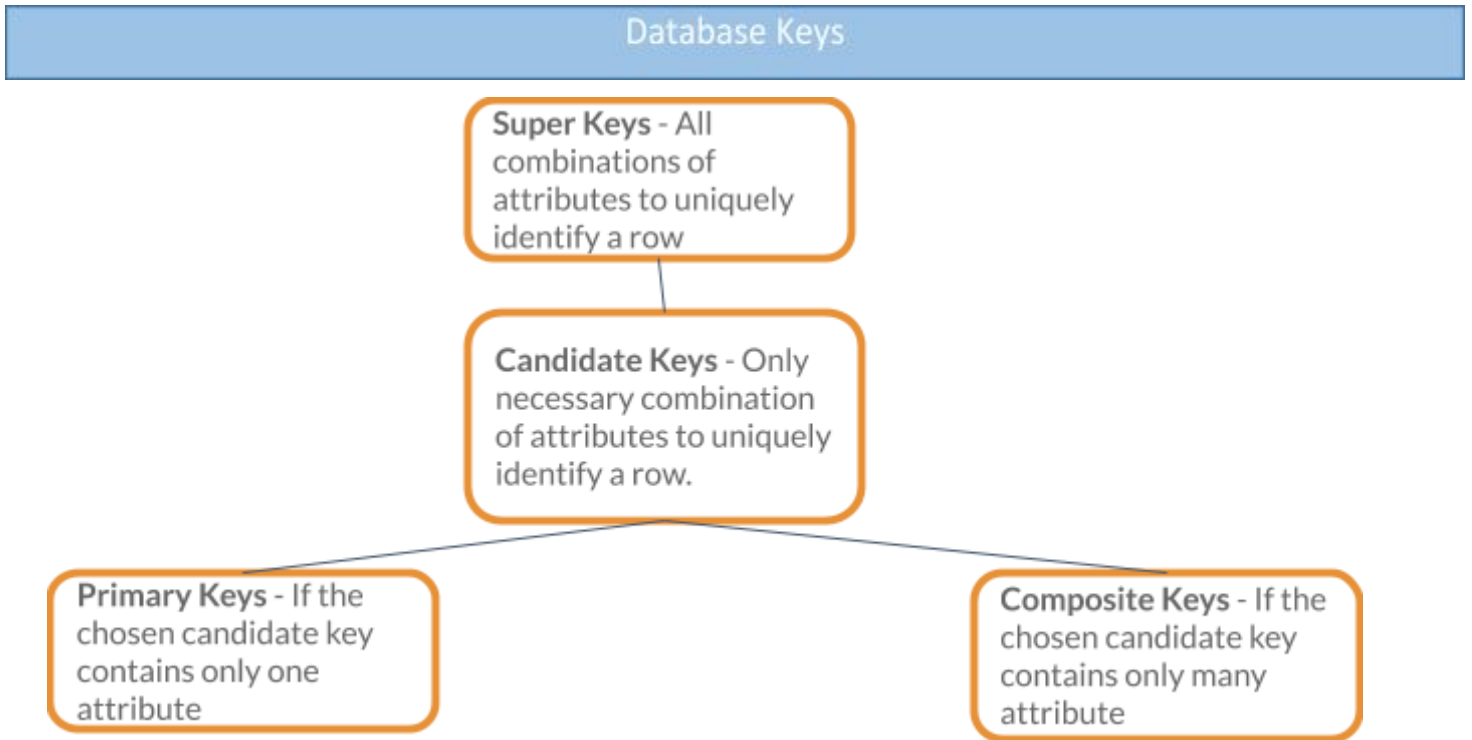 Database Keys
Super Keys - All
combinations of
attributes to uniquely
identify a row
Candidate Keys - Only
necessary combination
of attributes to uniquely
identify a row.
Primary Keys - If the
chosen candidate key
contains only one
attribute
Composite Keys - If the
chosen candidate key
contains only many
attribute